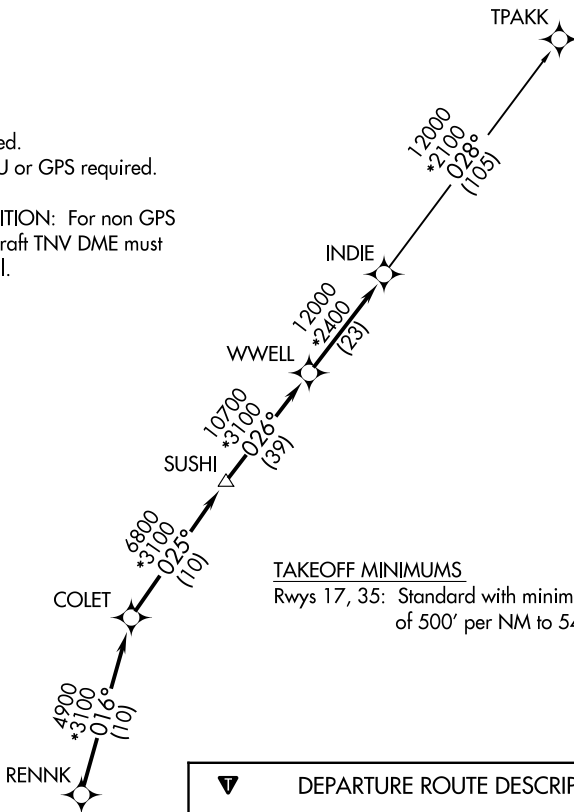 TPAKK
12000
*2100
028°
(105)
ed.
U or GPS required.
ITION: For non GPS
raft TNV DME must
l.
INDIE
12000
*2400
(23)
WWELL
10700
*3100
026°
(39)
SUSHI
6800
*3100
025°
(10)
TAKEOFF MINIMUMS
Rwys 17, 35: Standard with minim
of 500' per NM to 54
COLET
4900
*3100
016°
(10)
RENNK
T DEPARTURE ROUTE DESCRIP